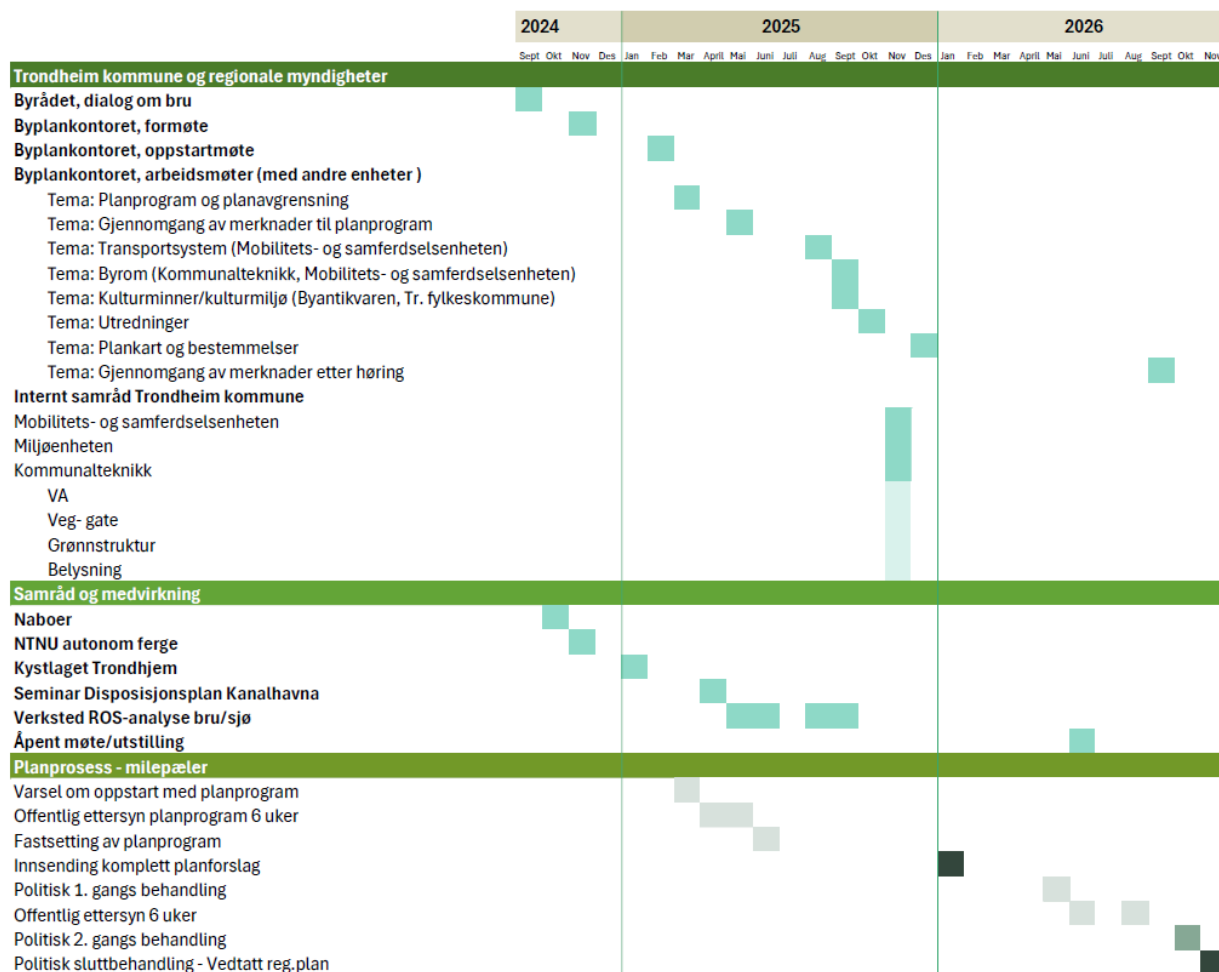 2024 2025 2026
Sept Okt Nov Des Jan Feb Mar April Mai Juni Juli Aug Sept Okt Nov Des Jan Feb Mar April Mai Juni Juli Aug Sept Okt Nov
Trondheim kommune og regionale myndigheter
Byrådet, dialog om bru
Byplankontoret, formøte
Byplankontoret, oppstartmøte
Byplankontoret, arbeidsmøter (med andre enheter )
Tema: Planprogram og planavgrensning
Tema: Gjennomgang av merknader til planprogram
Tema: Transportsystem (Mobilitets- og samferdselsenheten)
Tema: Byrom (Kommunalteknikk, Mobilitets- og samferdselsenheten)
Tema: Kulturminner/kulturmiljø (Byantikvaren, Tr. fylkeskommune)
Tema: Utredninger
Tema: Plankart og bestemmelser
Tema: Gjennomgang av merknader etter høring
Internt samråd Trondheim kommune
Mobilitets- og samferdselsenheten
Miljøenheten
Kommunalteknikk
VA
Veg- gate
Grønnstruktur
Belysning
Samråd og medvirkning
Naboer
NTNU autonom ferge
Kystlaget Trondhjem
Seminar Disposisjonsplan Kanalhavna
Verksted ROS-analyse bru/sjø
Åpent møte/utstilling
Planprosess - milepæler
Varsel om oppstart med planprogram
Offentlig ettersyn planprogram 6 uker
Fastsetting av planprogram
Innsending komplett planforslag
Politisk 1. gangs behandling
Offentlig ettersyn 6 uker
Politisk 2. gangs behandling
Politisk sluttbehandling - Vedtatt reg.plan